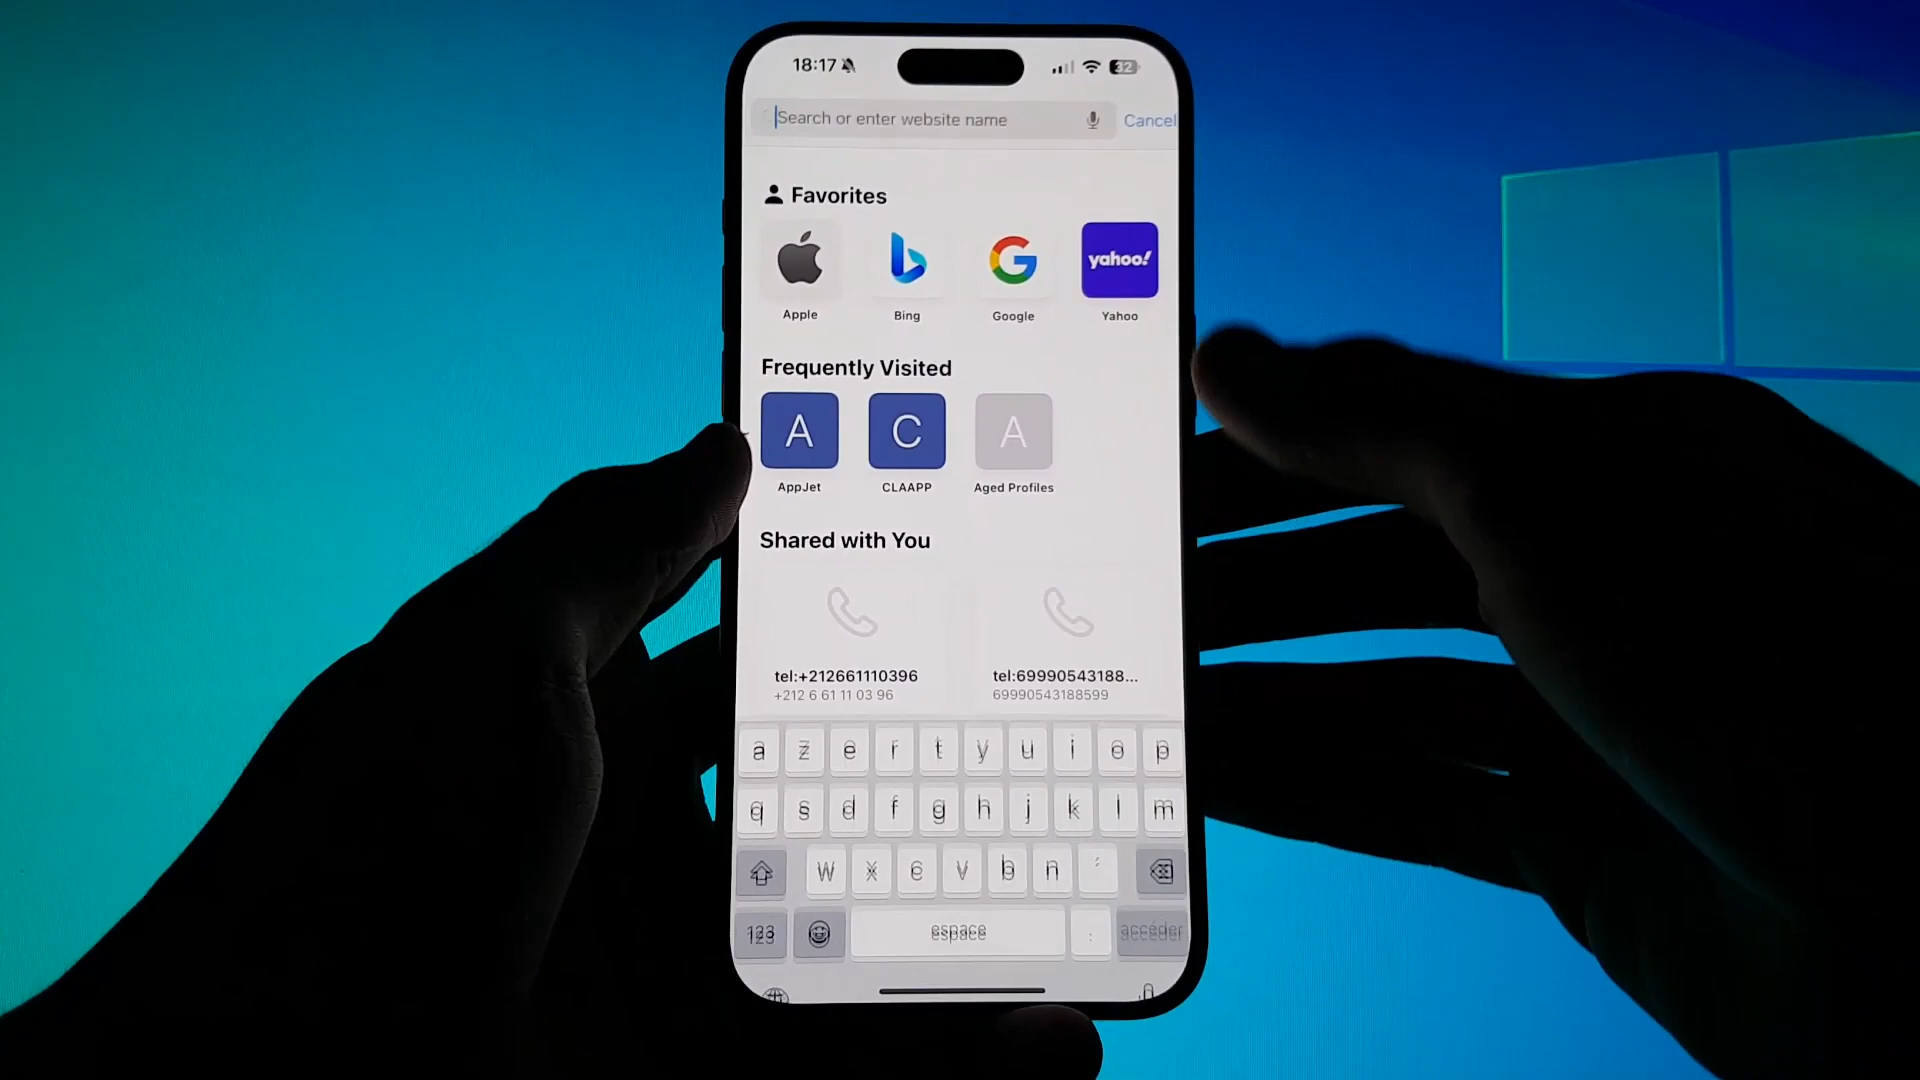 18:17
32
Search or enter website name
Cancel
Favorites
yahoo!
Apple
Bing
Google
Yahoo
Frequently Visited
A
C
A
AppJet
CLAAPP
Aged Profiles
Shared with You
tel:+212661110396
tel:69990543188...
+212 6 61 11 03 96
69990543188599
a z e r t y u i o p
q s d f g h j k l m
w x c v b n ´
123
espace
.
accéder